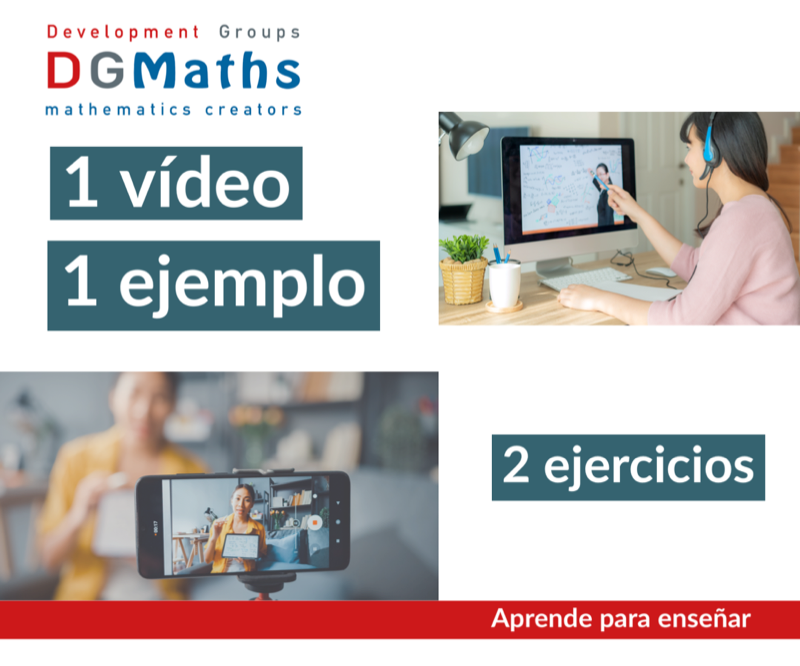 Development Groups
DGMaths
mathematics creators
1 vídeo
1 ejemplo
2 ejercicios
Aprende para enseñar